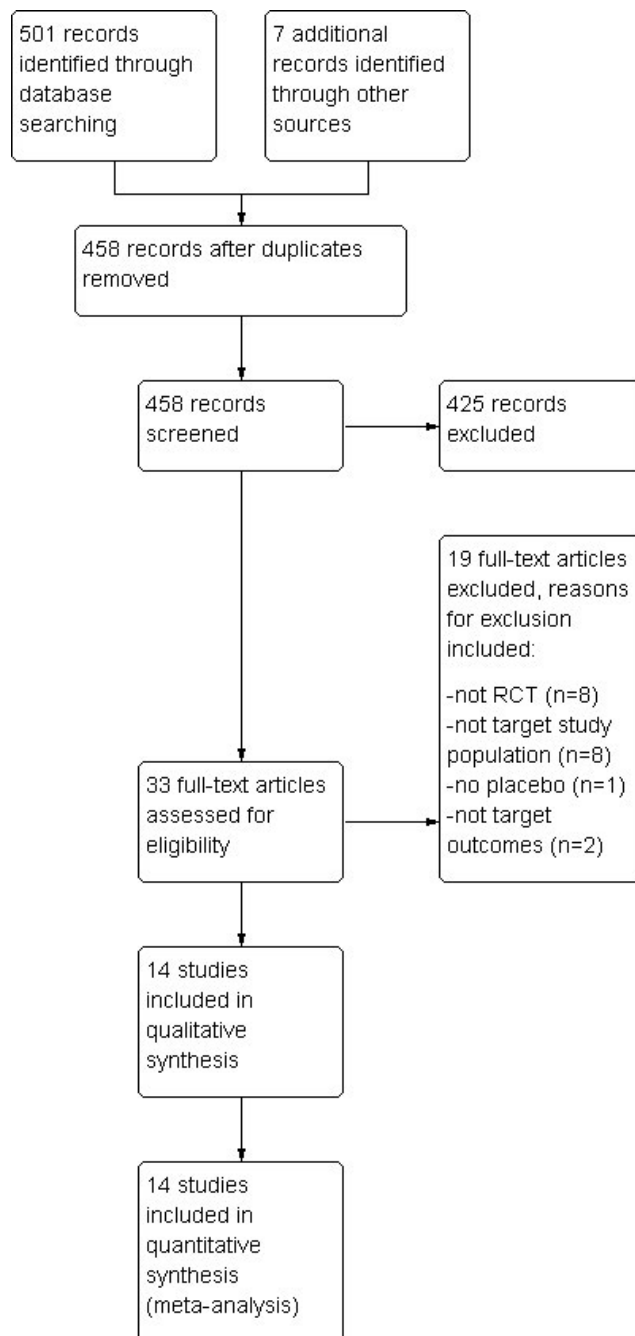 501 records
identified through
database
searching
7 additional
records identified
through other
sources
458 records after duplicates
removed
458 records
screened
425 records
excluded
19 full-text articles
excluded, reasons
for exclusion
included:
-not RCT (n=8)
-not target study
population (n=8)
-no placebo (n=1)
-not target
outcomes (n=2)
33 full-text articles
assessed for
eligibility
14 studies
included in
qualitative
synthesis
14 studies
included in
quantitative
synthesis
(meta-analysis)